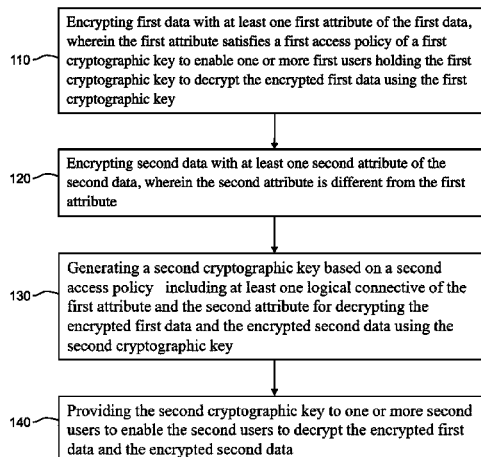 110
Encrypting first data with at least one first attribute of the first data,
wherein the first attribute satisfies a first access policy of a first
cryptographic key to enable one or more first users holding the
first cryptographic key to decrypt the encrypted first data using the first
cryptographic key
120
Encrypting second data with at least one second attribute of the
second data, wherein the second attribute is different from the first
attribute
130
Generating a second cryptographic key based on a second
access policy including at least one logical connective of the
first attribute and the second attribute for decrypting the
encrypted first data and the encrypted second data using the
second cryptographic key
140
Providing the second cryptographic key to one or more second
users to enable the second users to decrypt the encrypted first
data and the encrypted second data